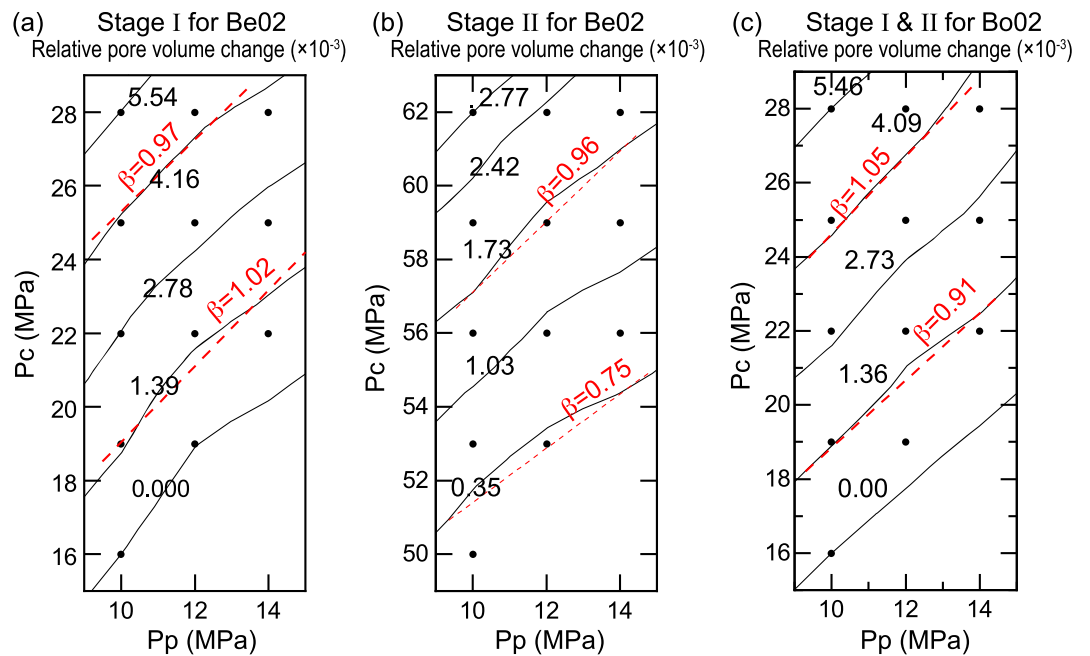 (a)
Stage I for Be02
Relative pore volume change (×10-3)
5.54
28
β=0.97
4.16
26
24
2.78
β=1.02
22
1.39
20
18
0.000
16
10
12
14
Pc (MPa)
Pp (MPa)
(b)
Stage II for Be02
Relative pore volume change (×10-3)
.2.77
62
2.42
β=0.96
60
1.73
58
56
1.03
β=0.75
54
52
0.35
50
10
12
14
Pc (MPa)
Pp (MPa)
(c)
Stage I & II for Bo02
Relative pore volume change (×10-3)
5.46
28
4.09
26
β=1.05
24
2.73
β=0.91
22
1.36
20
18
0.00
16
10
12
14
Pc (MPa)
Pp (MPa)